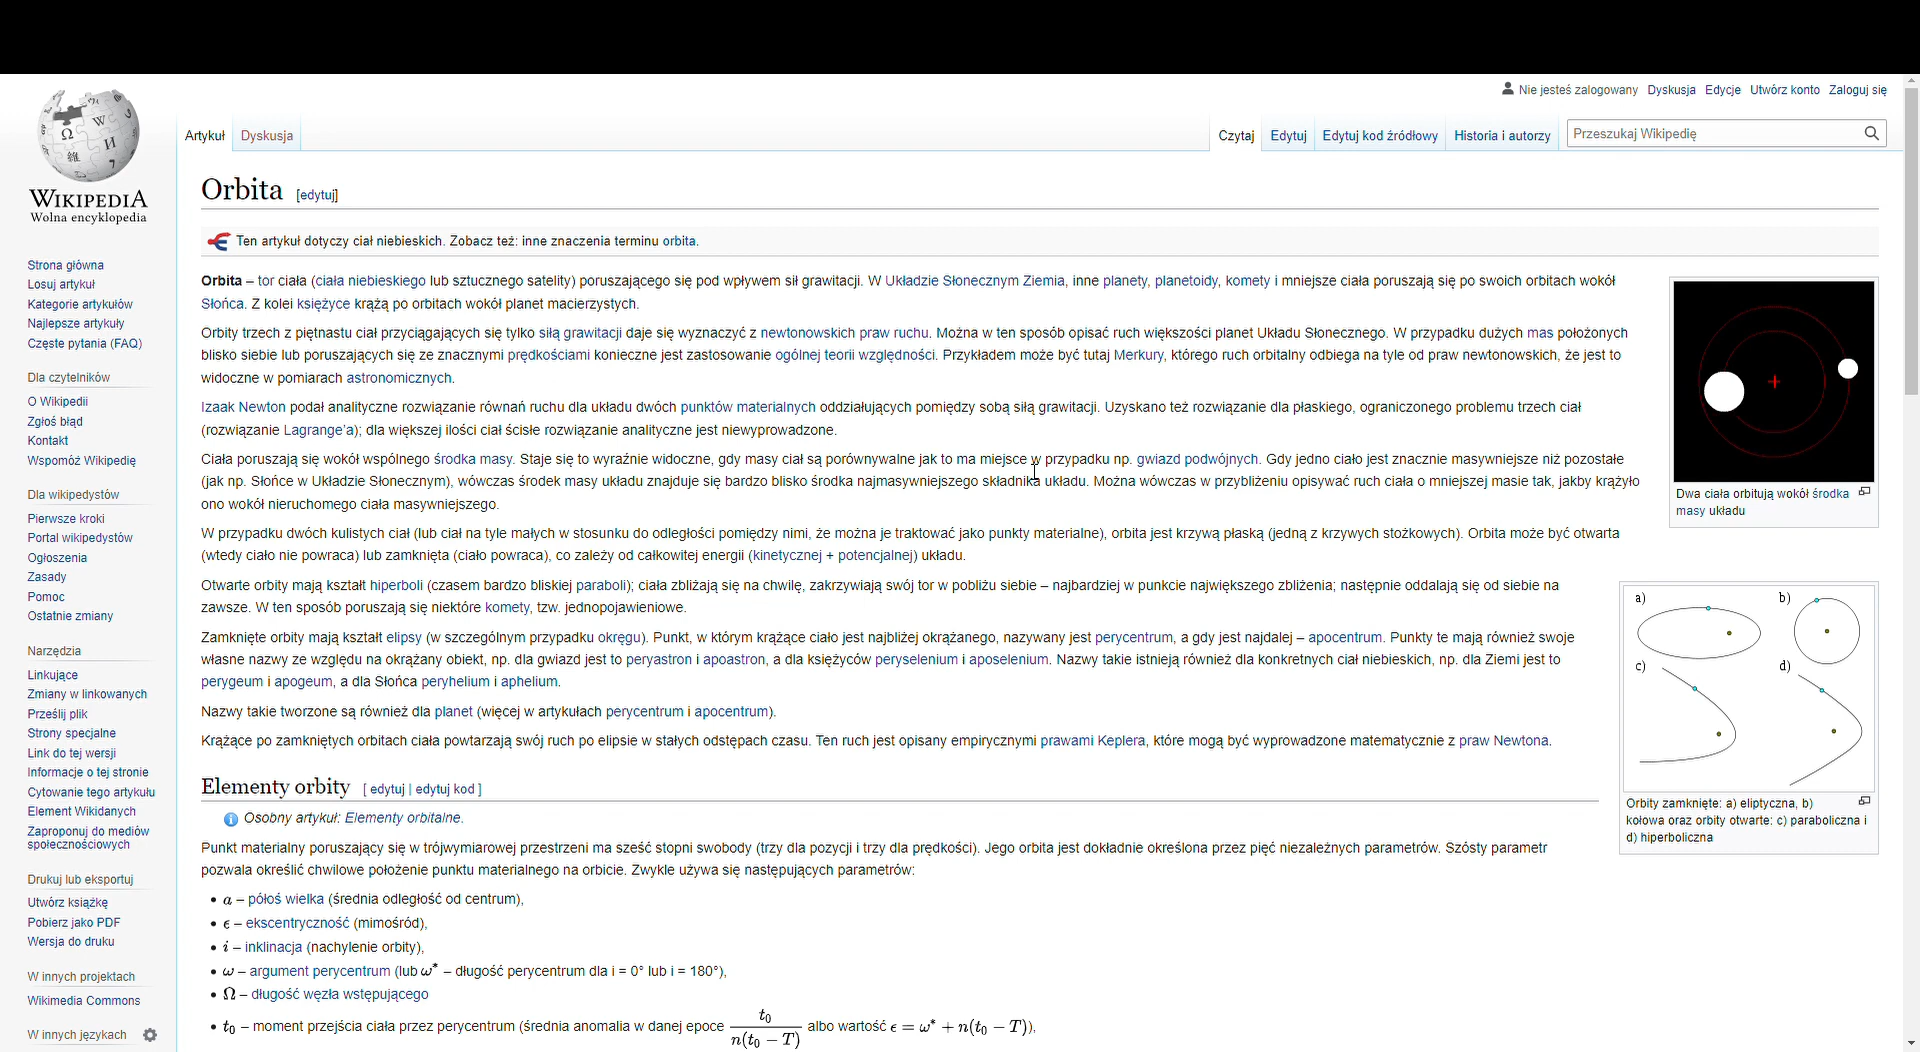 Nie jesteś zalogowany Dyskusja Edycje Utwórz konto Zaloguj się
Artykuł Dyskusja Czytaj Edytuj Edytuj kod źródłowy Historia i autorzy Przeszukaj Wikipedię
WIKIPEDIA
Wolna encyklopedia
Strona główna
Losuj artykuł
Kategorie artykułów
Najlepsze artykuły
Częste pytania (FAQ)
Dla czytelników
O Wikipedii
Zgłoś błąd
Kontakt
Wspomóż Wikipedię
Dla wikipedystów
Pierwsze kroki
Portal wikipedystów
Ogłoszenia
Zasady
Pomoc
Ostatnie zmiany
Narzędzia
Linkujące
Zmiany w linkowanych
Prześlij plik
Strony specjalne
Link do tej wersji
Informacje o tej stronie
Cytowanie tego artykułu
Element Wikidanych
Zaproponuj do mediów
społecznościowych
Drukuj lub eksportuj
Utwórz książkę
Pobierz jako PDF
Wersja do druku
W innych projektach
Wikimedia Commons
W innych językach
Orbita [edytuj]
Ten artykuł dotyczy ciał niebieskich. Zobacz też: inne znaczenia terminu orbita.
Orbita – tor ciała (ciała niebieskiego lub sztucznego satelity) poruszającego się pod wpływem sił grawitacji. W Układzie Słonecznym Ziemia, inne planety, planetoidy, komety i mniejsze ciała poruszają się po swoich orbitach wokół
Słońca. Z kolei księżyce krążą po orbitach wokół planet macierzystych.
Orbity trzech z piętnastu ciał przyciągających się tylko siłą grawitacji daje się wyznaczyć z newtonowskich praw ruchu. Można w ten sposób opisać ruch większości planet Układu Słonecznego. W przypadku dużych mas położonych
blisko siebie lub poruszających się ze znacznymi prędkościami konieczne jest zastosowanie ogólnej teorii względności. Przykładem może być tutaj Merkury, którego ruch orbitalny odbiega na tyle od praw newtonowskich, że jest to
widoczne w pomiarach astronomicznych.
Izaak Newton podał analityczne rozwiązanie równań ruchu dla układu dwóch punktów materialnych oddziałujących pomiędzy sobą siłą grawitacji. Uzyskano też rozwiązanie dla płaskiego, ograniczonego problemu trzech ciał
(rozwiązanie Lagrange'a); dla większej ilości ciał ścisłe rozwiązanie analityczne jest niewyprowadzone.
Ciała poruszają się wokół wspólnego środka masy. Staje się to wyraźnie widoczne, gdy masy ciał są porównywalne jak to ma miejsce w przypadku np. gwiazd podwójnych. Gdy jedno ciało jest znacznie masywniejsze niż pozostałe
(jak np. Słońce w Układzie Słonecznym), wówczas środek masy układu znajduje się bardzo blisko środka najmasywniejszego składnika układu. Można wówczas w przybliżeniu opisywać ruch ciała o mniejszej masie tak, jakby krążyło
ono wokół nieruchomego ciała masywniejszego.
W przypadku dwóch kulistych ciał (lub ciał na tyle małych w stosunku do odległości pomiędzy nimi, że można je traktować jako punkty materialne), orbita jest krzywą płaską (jedną z krzywych stożkowych). Orbita może być otwarta
(wtedy ciało nie powraca) lub zamknięta (ciało powraca), co zależy od całkowitej energii (kinetycznej + potencjalnej) układu.
Otwarte orbity mają kształt hiperboli (czasem bardzo bliskiej paraboli); ciała zbliżają się na chwilę, zakrzywiają swój tor w pobliżu siebie – najbardziej w punkcie największego zbliżenia; następnie oddalają się od siebie na
zawsze. W ten sposób poruszają się niektóre komety, tzw. jednopojawieniowe.
Zamknięte orbity mają kształt elipsy (w szczególnym przypadku okręgu). Punkt, w którym krążące ciało jest najbliżej okrążanego, nazywany jest perycentrum, a gdy jest najdalej – apocentrum. Punkty te mają również swoje
własne nazwy ze względu na okrążany obiekt, np. dla gwiazd jest to peryastron i apoastron, a dla księżyców peryselenium i aposelenium. Nazwy takie istnieją również dla konkretnych ciał niebieskich, np. dla Ziemi jest to
perygeum i apogeum, a dla Słońca peryhelium i aphelium.
Nazwy takie tworzone są również dla planet (więcej w artykułach perycentrum i apocentrum).
Krążące po zamkniętych orbitach ciała powtarzają swój ruch po elipsie w stałych odstępach czasu. Ten ruch jest opisany empirycznymi prawami Keplera, które mogą być wyprowadzone matematycznie z praw Newtona.
Elementy orbity [ edytuj | edytuj kod ]
Osobny artykuł: Elementy orbitalne.
Punkt materialny poruszający się w trójwymiarowej przestrzeni ma sześć stopni swobody (trzy dla pozycji i trzy dla prędkości). Jego orbita jest dokładnie określona przez pięć niezależnych parametrów. Szósty parametr
pozwala określić chwilowe położenie punktu materialnego na orbicie. Zwykle używa się następujących parametrów:
• a – półoś wielka (średnia odległość od centrum),
• ϵ – ekscentryczność (mimośród),
• i – inklinacja (nachylenie orbity),
• ω – argument perycentrum (lub ω* – długość perycentrum dla i = 0° lub i = 180°),
• Ω – długość węzła wstępującego
• t₀ – moment przejścia ciała przez perycentrum (średnia anomalia w danej epoce t₀ / n(t₀ − T) albo wartość ϵ = ω* + n(t₀ − T)),
Dwa ciała orbitują wokół środka
masy układu
a) b)
c) d)
Orbity zamknięte: a) eliptyczna, b)
kołowa oraz orbity otwarte: c) paraboliczna i
d) hiperboliczna